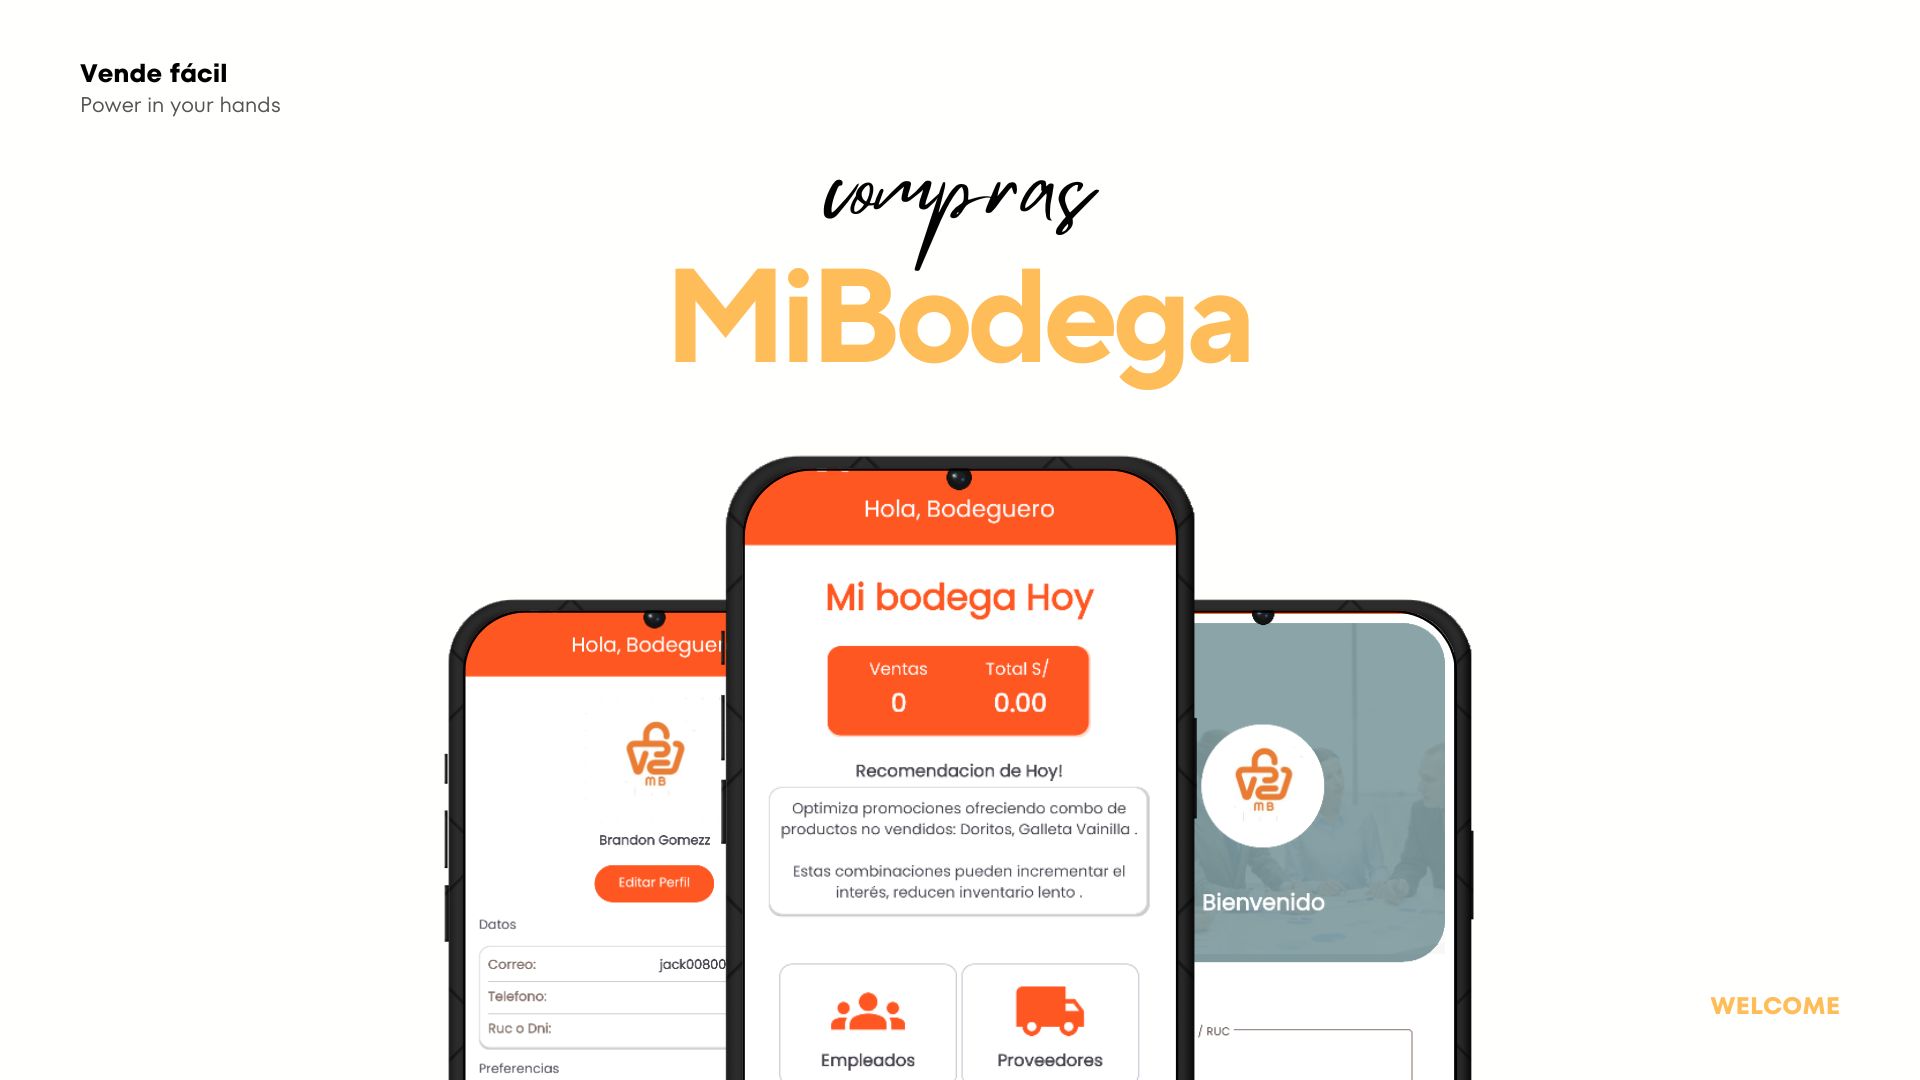 Vende fácil
Power in your hands
compras
MiBodega
Hola, Bodeguero
Mi bodega Hoy
Ventas Total S/
0 0.00
Recomendacion de Hoy!
Optimiza promociones ofreciendo combo de
productos no vendidos: Doritos, Galleta Vainilla .
Estas combinaciones pueden incrementar el
interés, reducen inventario lento .
Empleados Proveedores
Hola,
MB
Brandon Gomezz
Editar Perfil
Datos
Correo: jack00800
Telefono:
Ruc o Dni:
Preferencias
MB
Bienvenido
/ RUC
WELCOME